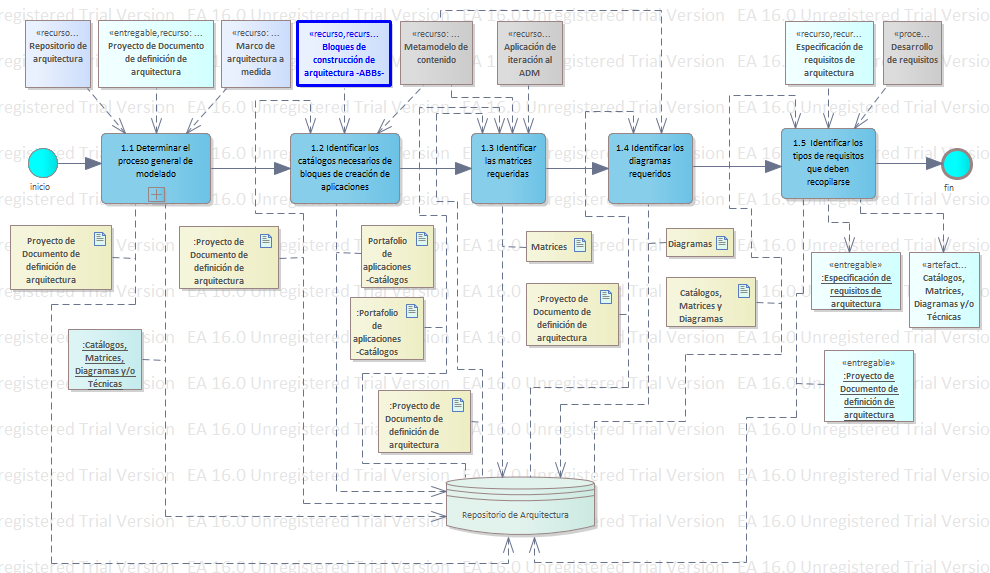 EA 16.0 Unregistered Trial Version
«recurso...
Repositorio de
arquitectura
«entregable,recurso: ...
Proyecto de Documento
de definición de
arquitectura
«recurso: ...
Marco de
arquitectura a
medida
«recurso,recurs...
Bloques de
construcción de
arquitectura -ABBs-
«recurso: ...
Metamodelo de
contenido
«recurso: ...
Aplicación de
iteración al
ADM
«recurso,recur...
Especificación de
requisitos de
arquitectura
«proce...
Desarrollo
de requisitos
inicio
1.1 Determinar el
proceso general de
modelado
1.2 Identificar los
catálogos necesarios de
bloques de creación de
aplicaciones
1.3 Identificar
las matrices
requeridas
1.4 Identificar los
diagramas
requeridos
1.5 Identificar los
tipos de requisitos
que deben
recopilarse
fin
Proyecto de
Documento de
definición de
arquitectura
:Proyecto de
Documento de
definición de
arquitectura
Portafolio
de
aplicaciones
-Catálogos
Matrices
Diagramas
«entregable»
:Especificación de
requisitos de
arquitectura
«artefact...
Catálogos,
Matrices,
Diagramas y/o
Técnicas
:Catálogos,
Matrices,
Diagramas y/o
Técnicas
:Portafolio
de
aplicaciones
-Catálogos
:Proyecto de
Documento de
definición de
arquitectura
Catálogos,
Matrices y
Diagramas
«entregable»
:Proyecto de
Documento de
definición de
arquitectura
:Proyecto de
Documento de
definición de
arquitectura
Repositorio de Arquitectura